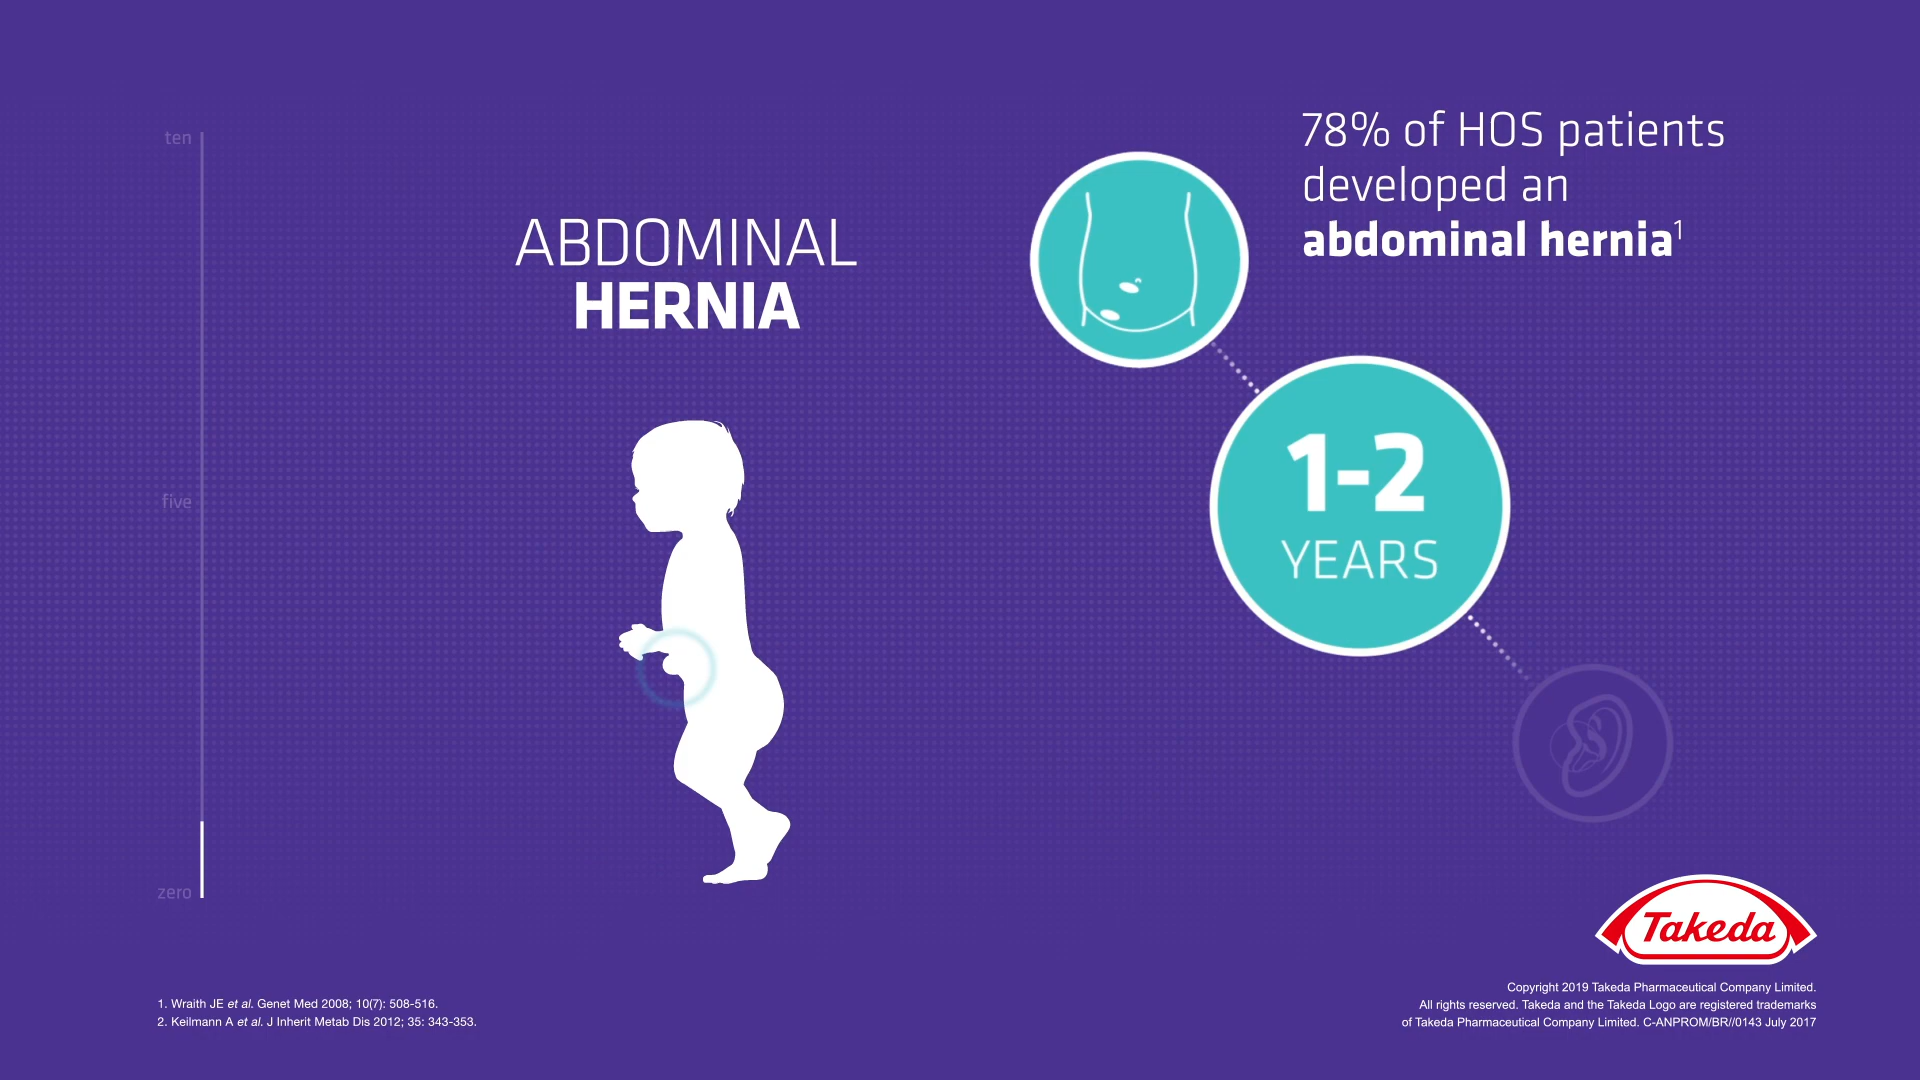 ten
five
zero
ABDOMINAL
HERNIA
78% of HOS patients
developed an
abdominal hernia1
1-2
YEARS
Takeda
1. Wraith JE et al. Genet Med 2008; 10(7): 508-516.
2. Keilmann A et al. J Inherit Metab Dis 2012; 35: 343-353.
Copyright 2019 Takeda Pharmaceutical Company Limited.
All rights reserved. Takeda and the Takeda Logo are registered trademarks
of Takeda Pharmaceutical Company Limited. C-ANPROM/BR//0143 July 2017